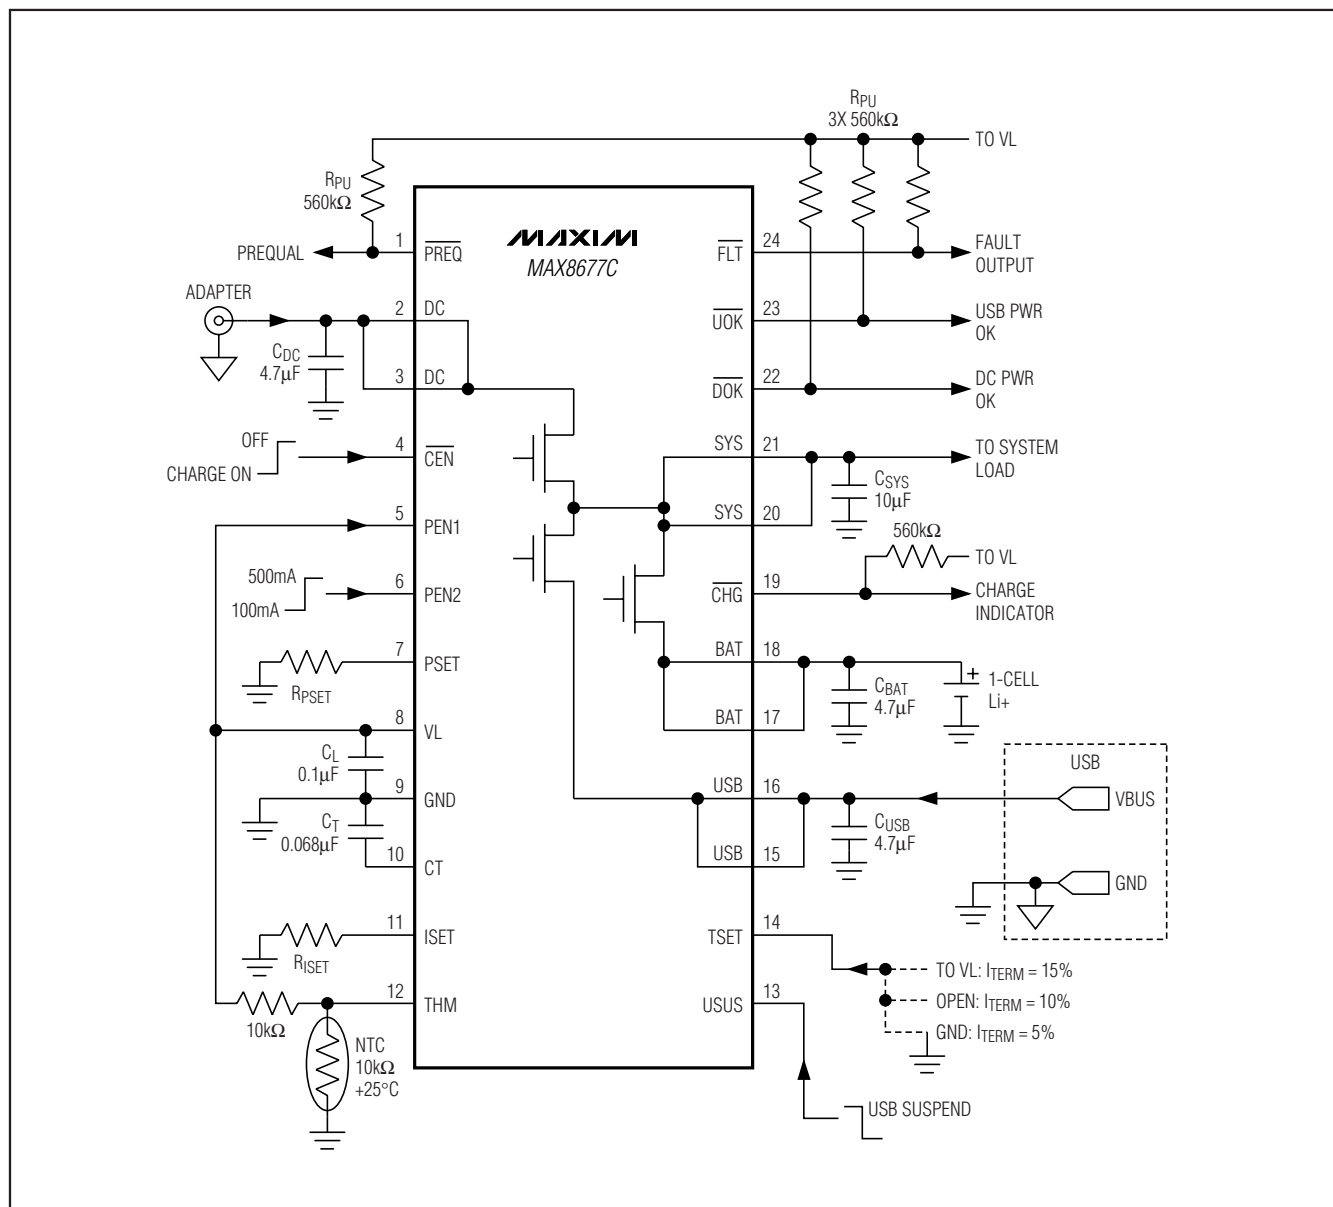 RPU
3X 560kΩ
TO VL
RPU
560kΩ
MAXIM
MAX8677C
PREQUAL
1
PREQ
24
FLT
FAULT
OUTPUT
ADAPTER
2
DC
CDC
4.7µF
3
DC
23
UOK
USB PWR
OK
22
DOK
DC PWR
OK
OFF
CHARGE ON
4
CEN
21
SYS
TO SYSTEM
LOAD
CSYS
10µF
5
PEN1
20
SYS
560kΩ
TO VL
500mA
100mA
6
PEN2
19
CHG
CHARGE
INDICATOR
7
PSET
RPSET
18
BAT
CBAT
4.7µF
+
1-CELL
Li+
8
VL
17
BAT
CL
0.1µF
9
GND
16
USB
USB
VBUS
CT
0.068µF
10
CT
15
USB
CUSB
4.7µF
GND
11
ISET
RISET
14
TSET
TO VL: ITERM = 15%
OPEN: ITERM = 10%
GND: ITERM = 5%
12
THM
10kΩ
13
USUS
NTC
10kΩ
+25°C
USB SUSPEND